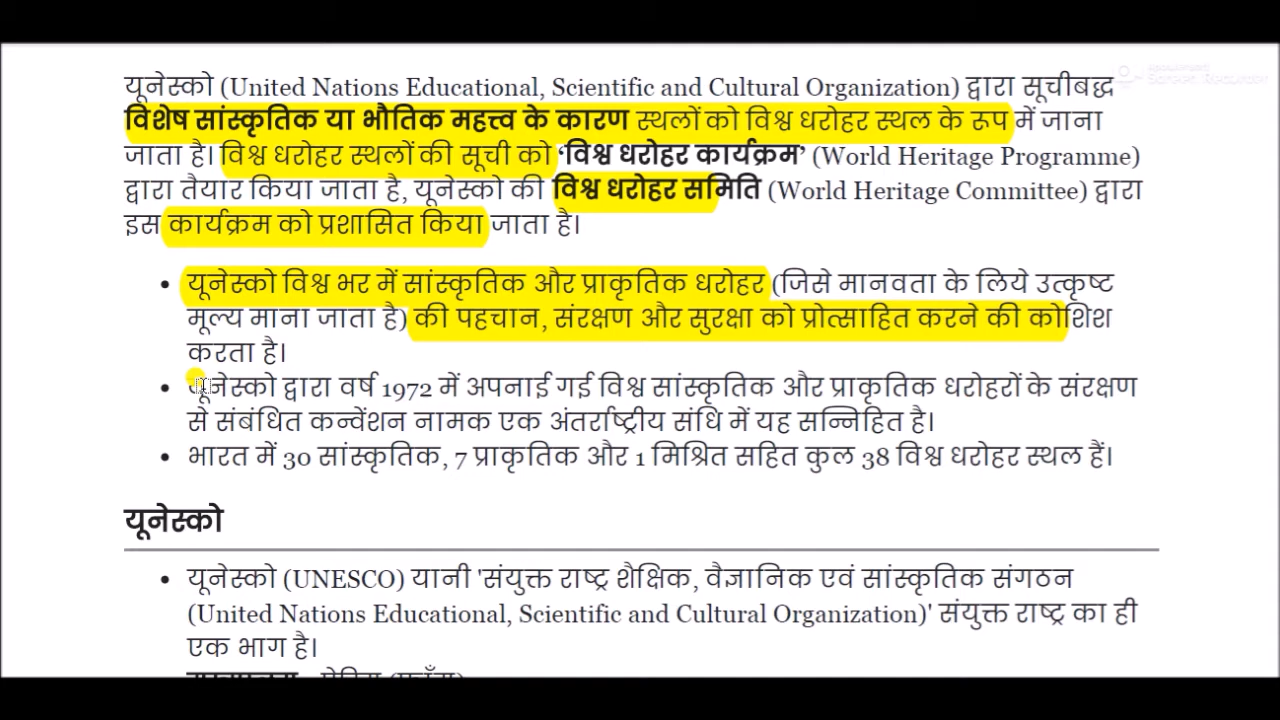 यूनेस्को (United Nations Educational, Scientific and Cultural Organization) द्वारा सूचीबद्ध
विशेष सांस्कृतिक या भौतिक महत्त्व के कारण स्थलों को विश्व धरोहर स्थल के रूप में जाना
जाता है। विश्व धरोहर स्थलों की सूची को ‘विश्व धरोहर कार्यक्रम’ (World Heritage Programme)
द्वारा तैयार किया जाता है, यूनेस्को की विश्व धरोहर समिति (World Heritage Committee) द्वारा
इस कार्यक्रम को प्रशासित किया जाता है।
• यूनेस्को विश्व भर में सांस्कृतिक और प्राकृतिक धरोहर (जिसे मानवता के लिये उत्कृष्ट
मूल्य माना जाता है) की पहचान, संरक्षण और सुरक्षा को प्रोत्साहित करने की कोशिश
करता है।
• यूनेस्को द्वारा वर्ष 1972 में अपनाई गई विश्व सांस्कृतिक और प्राकृतिक धरोहरों के संरक्षण
से संबंधित कन्वेंशन नामक एक अंतर्राष्ट्रीय संधि में यह सन्निहित है।
• भारत में 30 सांस्कृतिक, 7 प्राकृतिक और 1 मिश्रित सहित कुल 38 विश्व धरोहर स्थल हैं।
यूनेस्को
• यूनेस्को (UNESCO) यानी 'संयुक्त राष्ट्र शैक्षिक, वैज्ञानिक एवं सांस्कृतिक संगठन
(United Nations Educational, Scientific and Cultural Organization)' संयुक्त राष्ट्र का ही
एक भाग है।